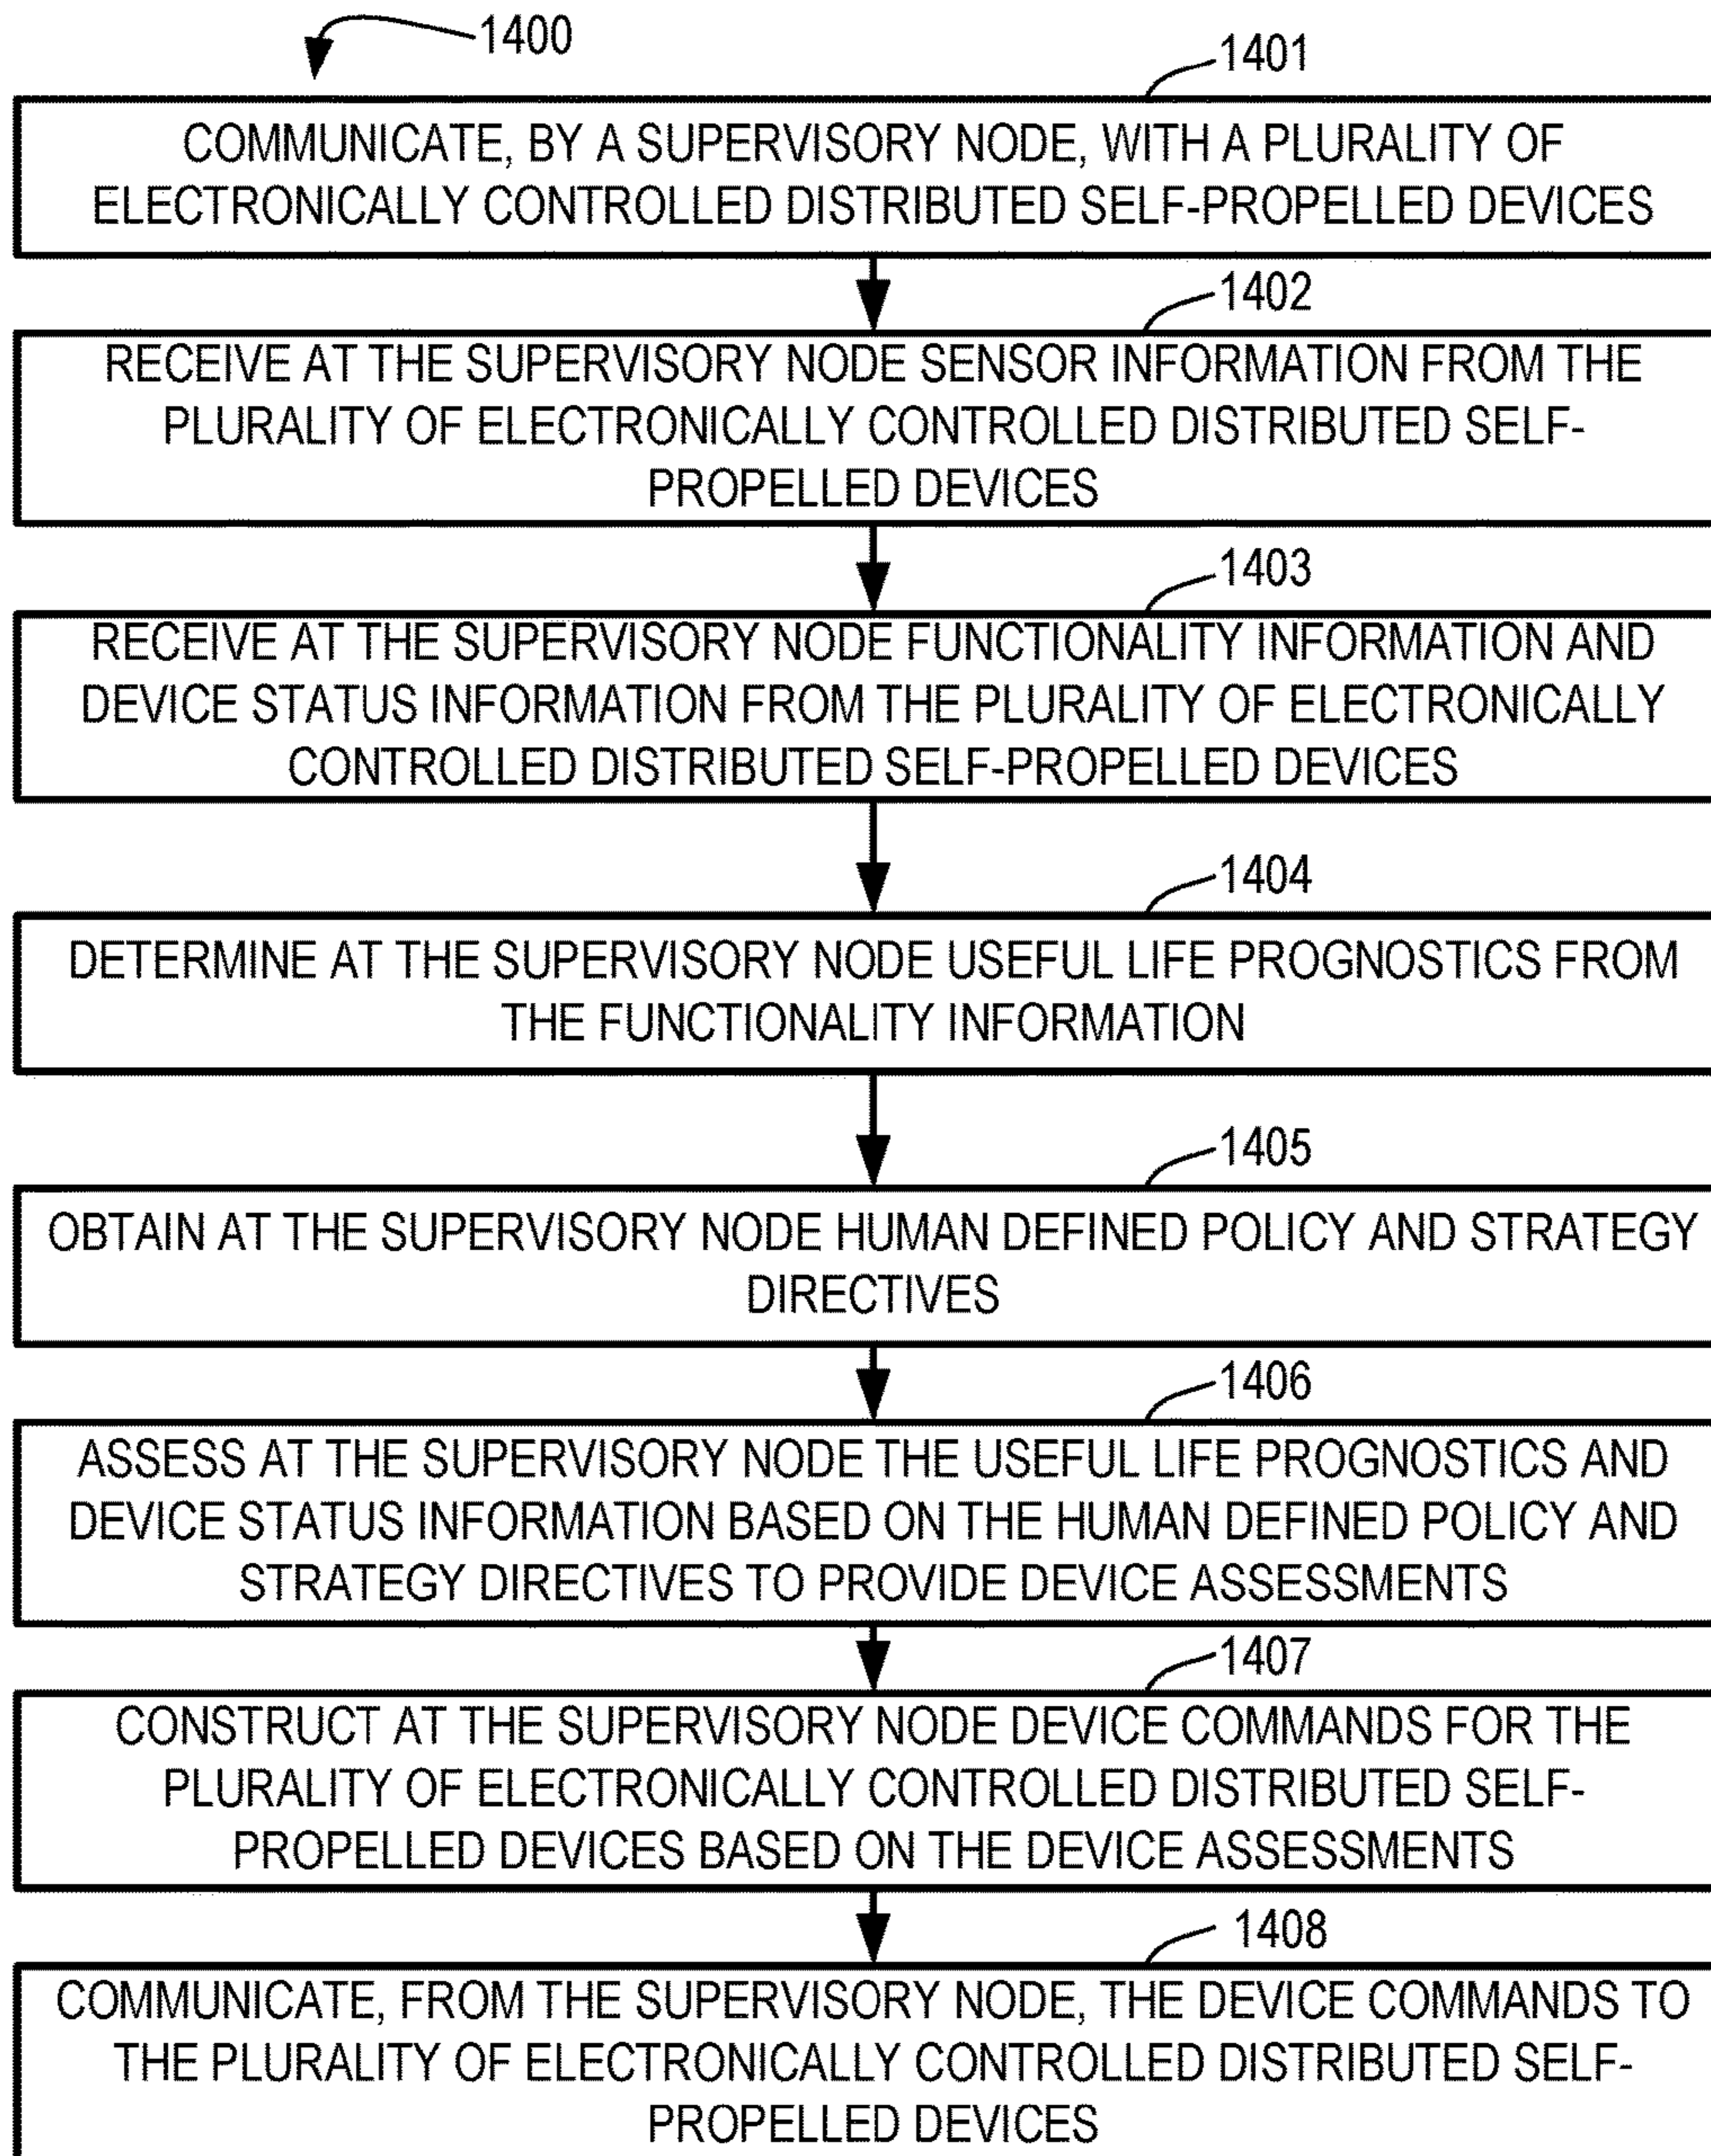 1400
1401
COMMUNICATE, BY A SUPERVISORY NODE, WITH A PLURALITY OF
ELECTRONICALLY CONTROLLED DISTRIBUTED SELF-PROPELLED DEVICES
1402
RECEIVE AT THE SUPERVISORY NODE SENSOR INFORMATION FROM THE
PLURALITY OF ELECTRONICALLY CONTROLLED DISTRIBUTED SELF-
PROPELLED DEVICES
1403
RECEIVE AT THE SUPERVISORY NODE FUNCTIONALITY INFORMATION AND
DEVICE STATUS INFORMATION FROM THE PLURALITY OF ELECTRONICALLY
CONTROLLED DISTRIBUTED SELF-PROPELLED DEVICES
1404
DETERMINE AT THE SUPERVISORY NODE USEFUL LIFE PROGNOSTICS FROM
THE FUNCTIONALITY INFORMATION
1405
OBTAIN AT THE SUPERVISORY NODE HUMAN DEFINED POLICY AND STRATEGY
DIRECTIVES
1406
ASSESS AT THE SUPERVISORY NODE THE USEFUL LIFE PROGNOSTICS AND
DEVICE STATUS INFORMATION BASED ON THE HUMAN DEFINED POLICY AND
STRATEGY DIRECTIVES TO PROVIDE DEVICE ASSESSMENTS
1407
CONSTRUCT AT THE SUPERVISORY NODE DEVICE COMMANDS FOR THE
PLURALITY OF ELECTRONICALLY CONTROLLED DISTRIBUTED SELF-
PROPELLED DEVICES BASED ON THE DEVICE ASSESSMENTS
1408
COMMUNICATE, FROM THE SUPERVISORY NODE, THE DEVICE COMMANDS TO
THE PLURALITY OF ELECTRONICALLY CONTROLLED DISTRIBUTED SELF-
PROPELLED DEVICES